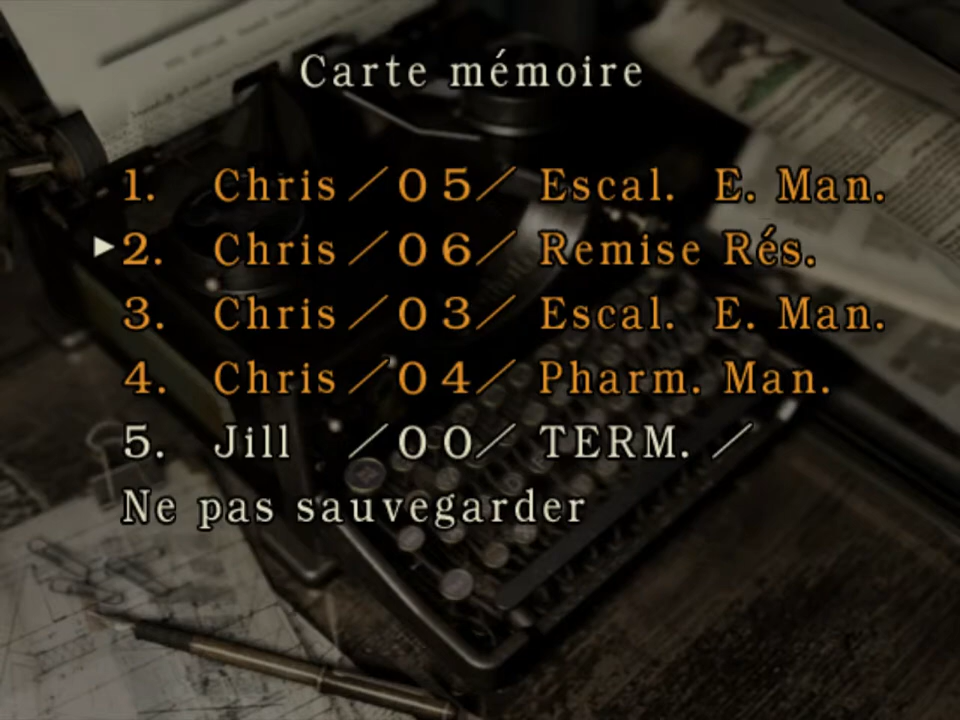 Carte mémoire
1. Chris／05／Escal. E. Man.
2. Chris／06／Remise Rés.
3. Chris／03／Escal. E. Man.
4. Chris／04／Pharm. Man.
5. Jill ／00／TERM.／
Ne pas sauvegarder